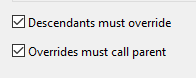 Descendants must override
Overrides must call parent